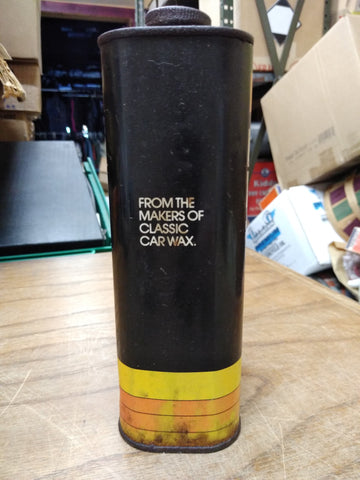 FROM THE
MAKERS OF
CLASSIC
CAR WAX.